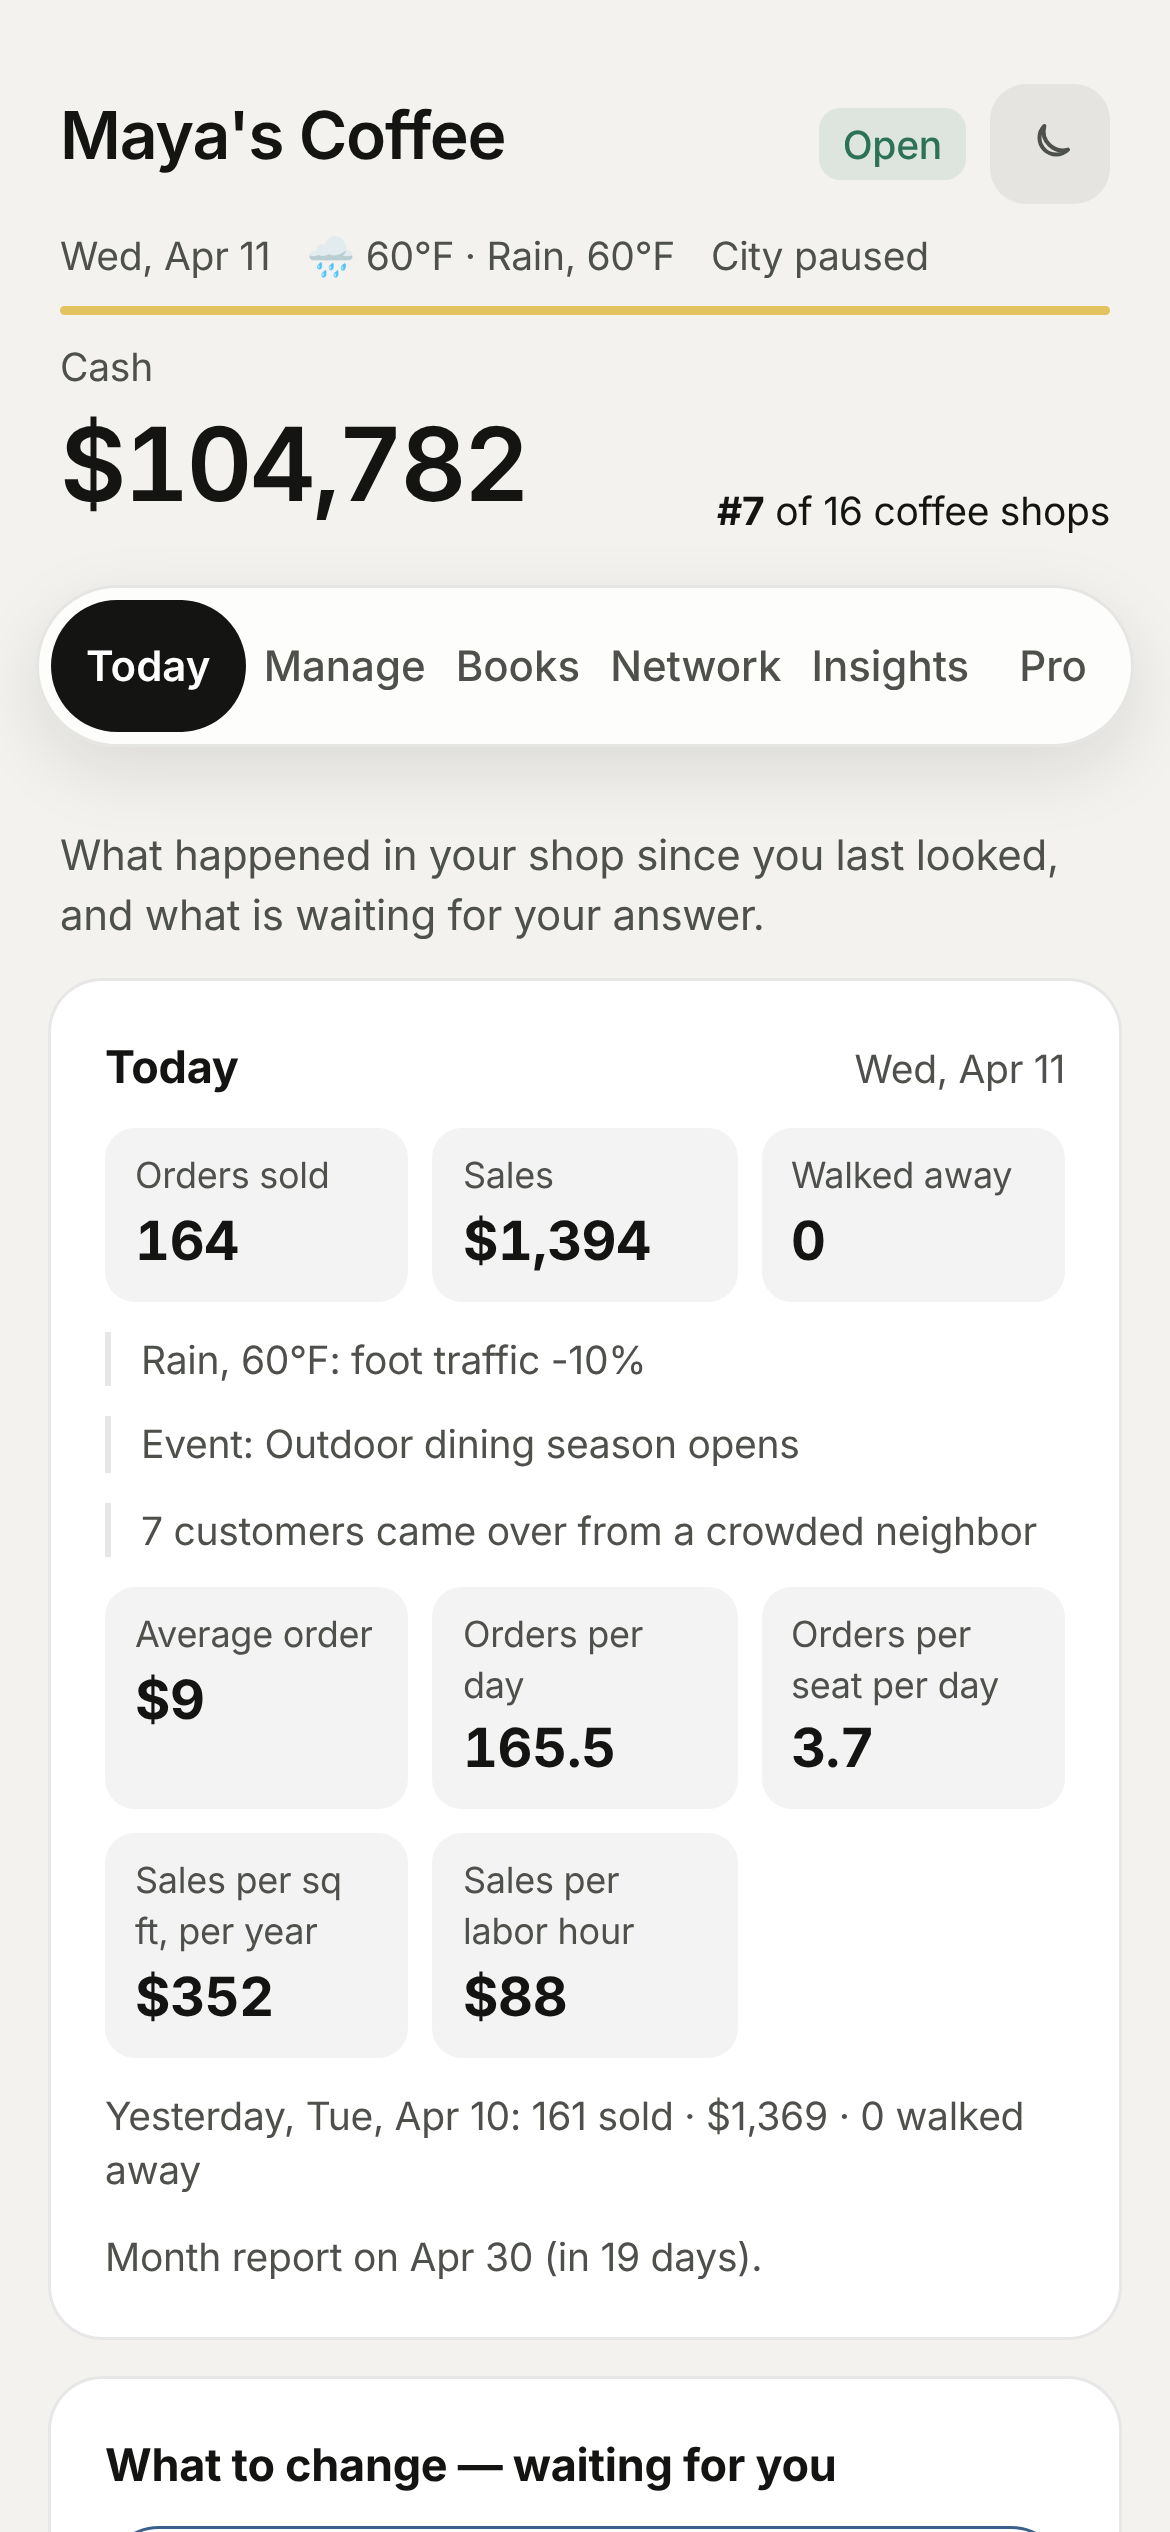 Maya's Coffee
Open
Wed, Apr 11 60°F · Rain, 60°F City paused
Cash
$104,782
#7 of 16 coffee shops
Today Manage Books Network Insights Pro
What happened in your shop since you last looked,
and what is waiting for your answer.
Today
Wed, Apr 11
Orders sold
164
Sales
$1,394
Walked away
0
Rain, 60°F: foot traffic -10%
Event: Outdoor dining season opens
7 customers came over from a crowded neighbor
Average order
$9
Orders per
day
165.5
Orders per
seat per day
3.7
Sales per sq
ft, per year
$352
Sales per
labor hour
$88
Yesterday, Tue, Apr 10: 161 sold · $1,369 · 0 walked
away
Month report on Apr 30 (in 19 days).
What to change — waiting for you